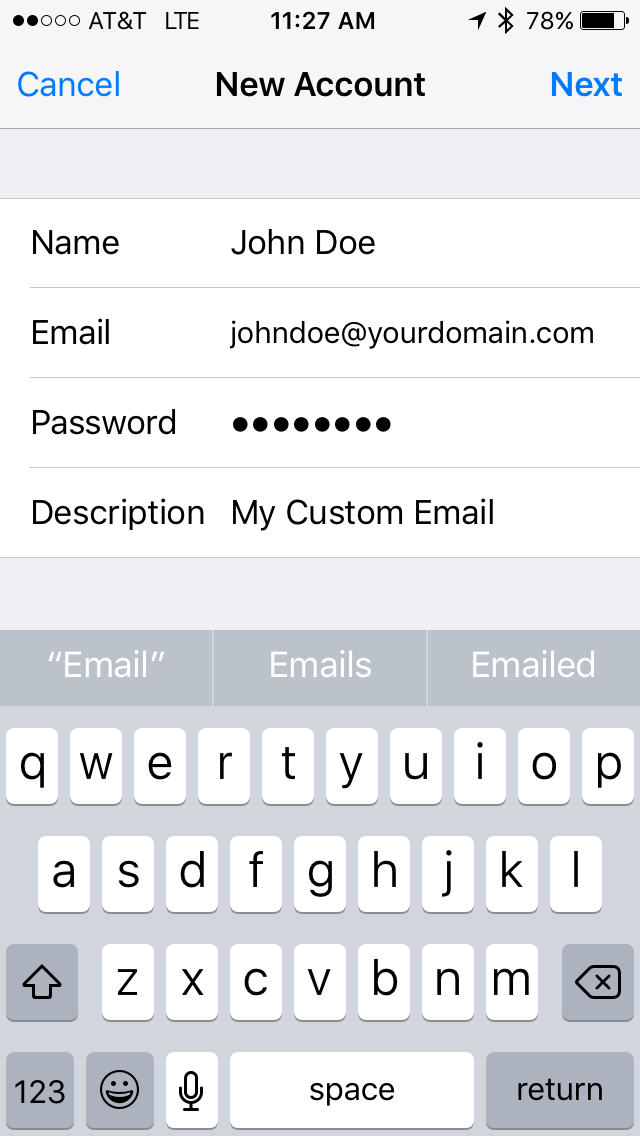 AT&T LTE 11:27 AM 78%
Cancel New Account Next
Name John Doe
Email johndoe@yourdomain.com
Password ●●●●●●●●
Description My Custom Email
“Email” Emails Emailed
q w e r t y u i o p
a s d f g h j k l
z x c v b n m
123 space return